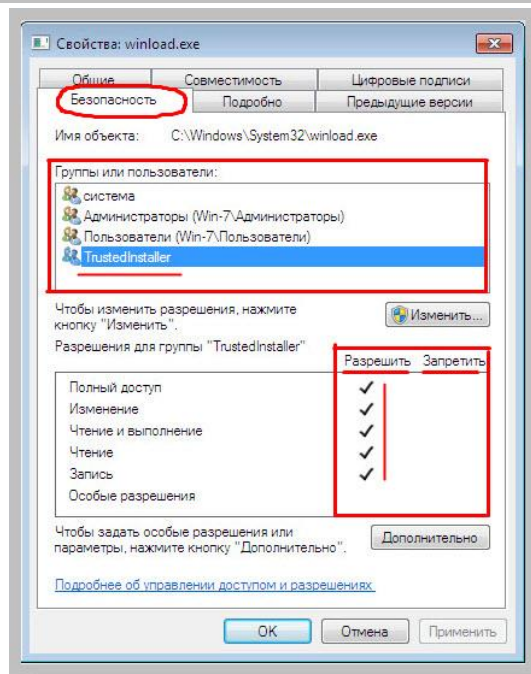 Свойства: winload.exe
Общие Совместимость Цифровые подписи
Безопасность Подробно Предыдущие версии
Имя объекта: C:\Windows\System32\winload.exe
Группы или пользователи:
система
Администраторы (Win-7\Администраторы)
Пользователи (Win-7\Пользователи)
TrustedInstaller
Чтобы изменить разрешения, нажмите
кнопку "Изменить".
Изменить...
Разрешения для группы "TrustedInstaller"
Разрешить Запретить
Полный доступ
Изменение
Чтение и выполнение
Чтение
Запись
Особые разрешения
Чтобы задать особые разрешения или
параметры, нажмите кнопку "Дополнительно".
Дополнительно
Подробнее об управлении доступом и разрешениях
OK Отмена Применить